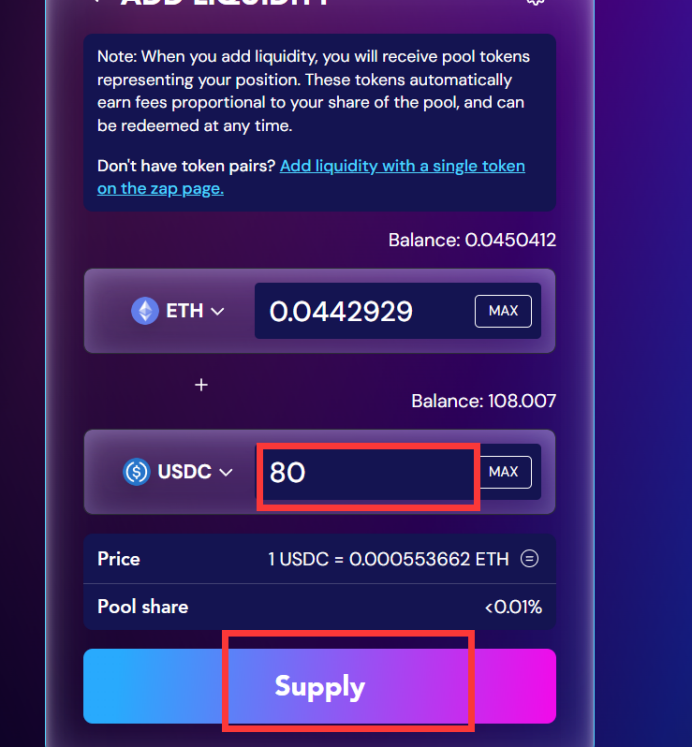 ADD LIQUIDITY
Note: When you add liquidity, you will receive pool tokens
representing your position. These tokens automatically
earn fees proportional to your share of the pool, and can
be redeemed at any time.
Don't have token pairs? Add liquidity with a single token
on the zap page.
Balance: 0.0450412
ETH 0.0442929 MAX
+
Balance: 108.007
USDC 80 MAX
Price 1 USDC = 0.000553662 ETH
Pool share <0.01%
Supply